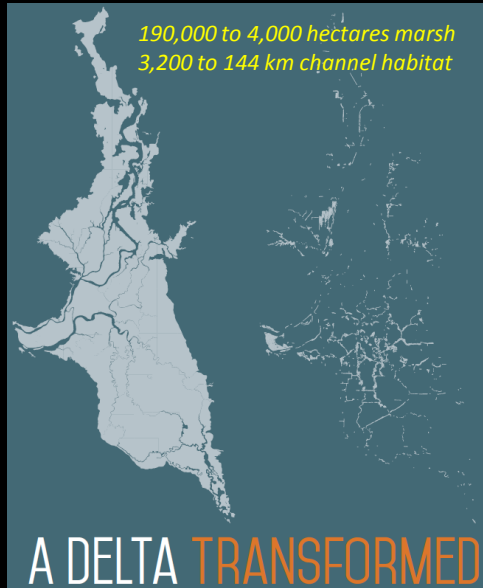 190,000 to 4,000 hectares marsh
3,200 to 144 km channel habitat
A DELTA TRANSFORMED